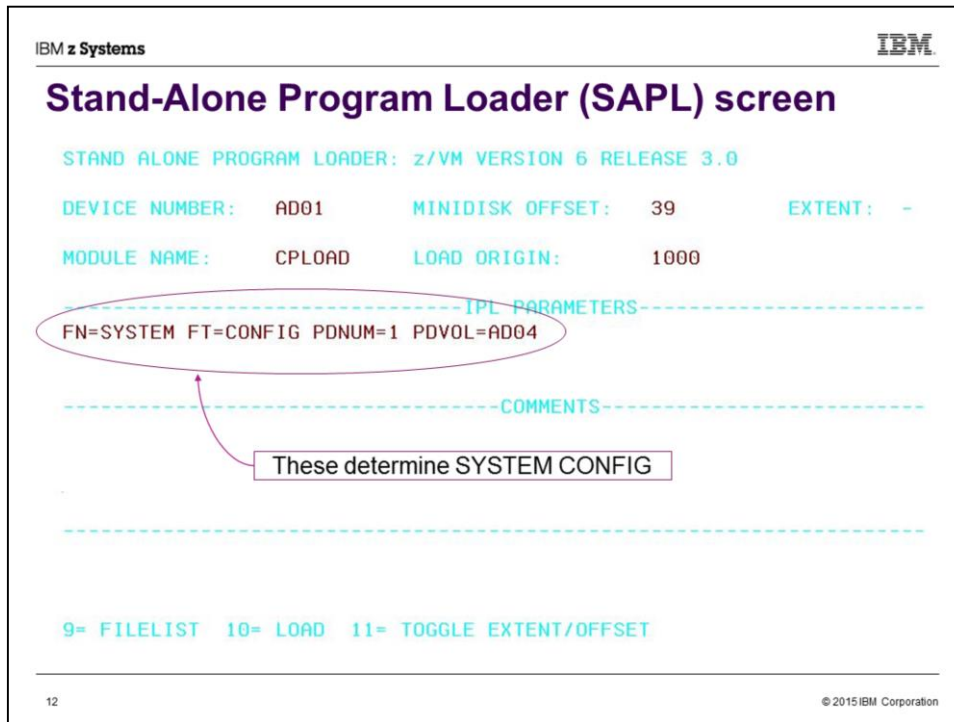 IBM z Systems IBM
Stand-Alone Program Loader (SAPL) screen
STAND ALONE PROGRAM LOADER: z/VM VERSION 6 RELEASE 3.0
DEVICE NUMBER: AD01 MINIDISK OFFSET: 39 EXTENT: -
MODULE NAME: CPLOAD LOAD ORIGIN: 1000
--------------------------------IPL PARAMETERS-----------------------
FN=SYSTEM FT=CONFIG PDNUM=1 PDVOL=AD04
-----------------------------------COMMENTS--------------------------
These determine SYSTEM CONFIG
---------------------------------------------------------------------
9= FILELIST 10= LOAD 11= TOGGLE EXTENT/OFFSET
12 © 2015 IBM Corporation